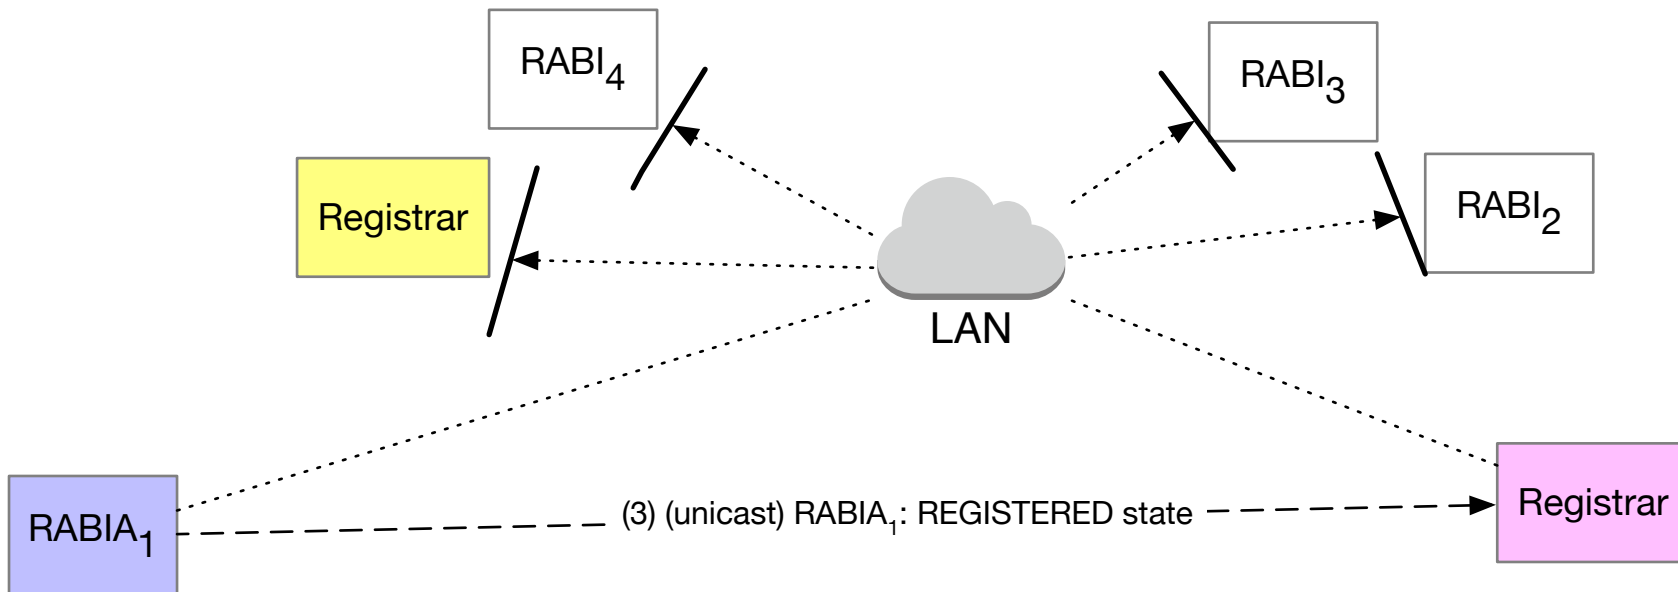 RABI4
RABI3
Registrar
RABI2
LAN
(3) (unicast) RABIA1: REGISTERED state
Registrar
RABIA1